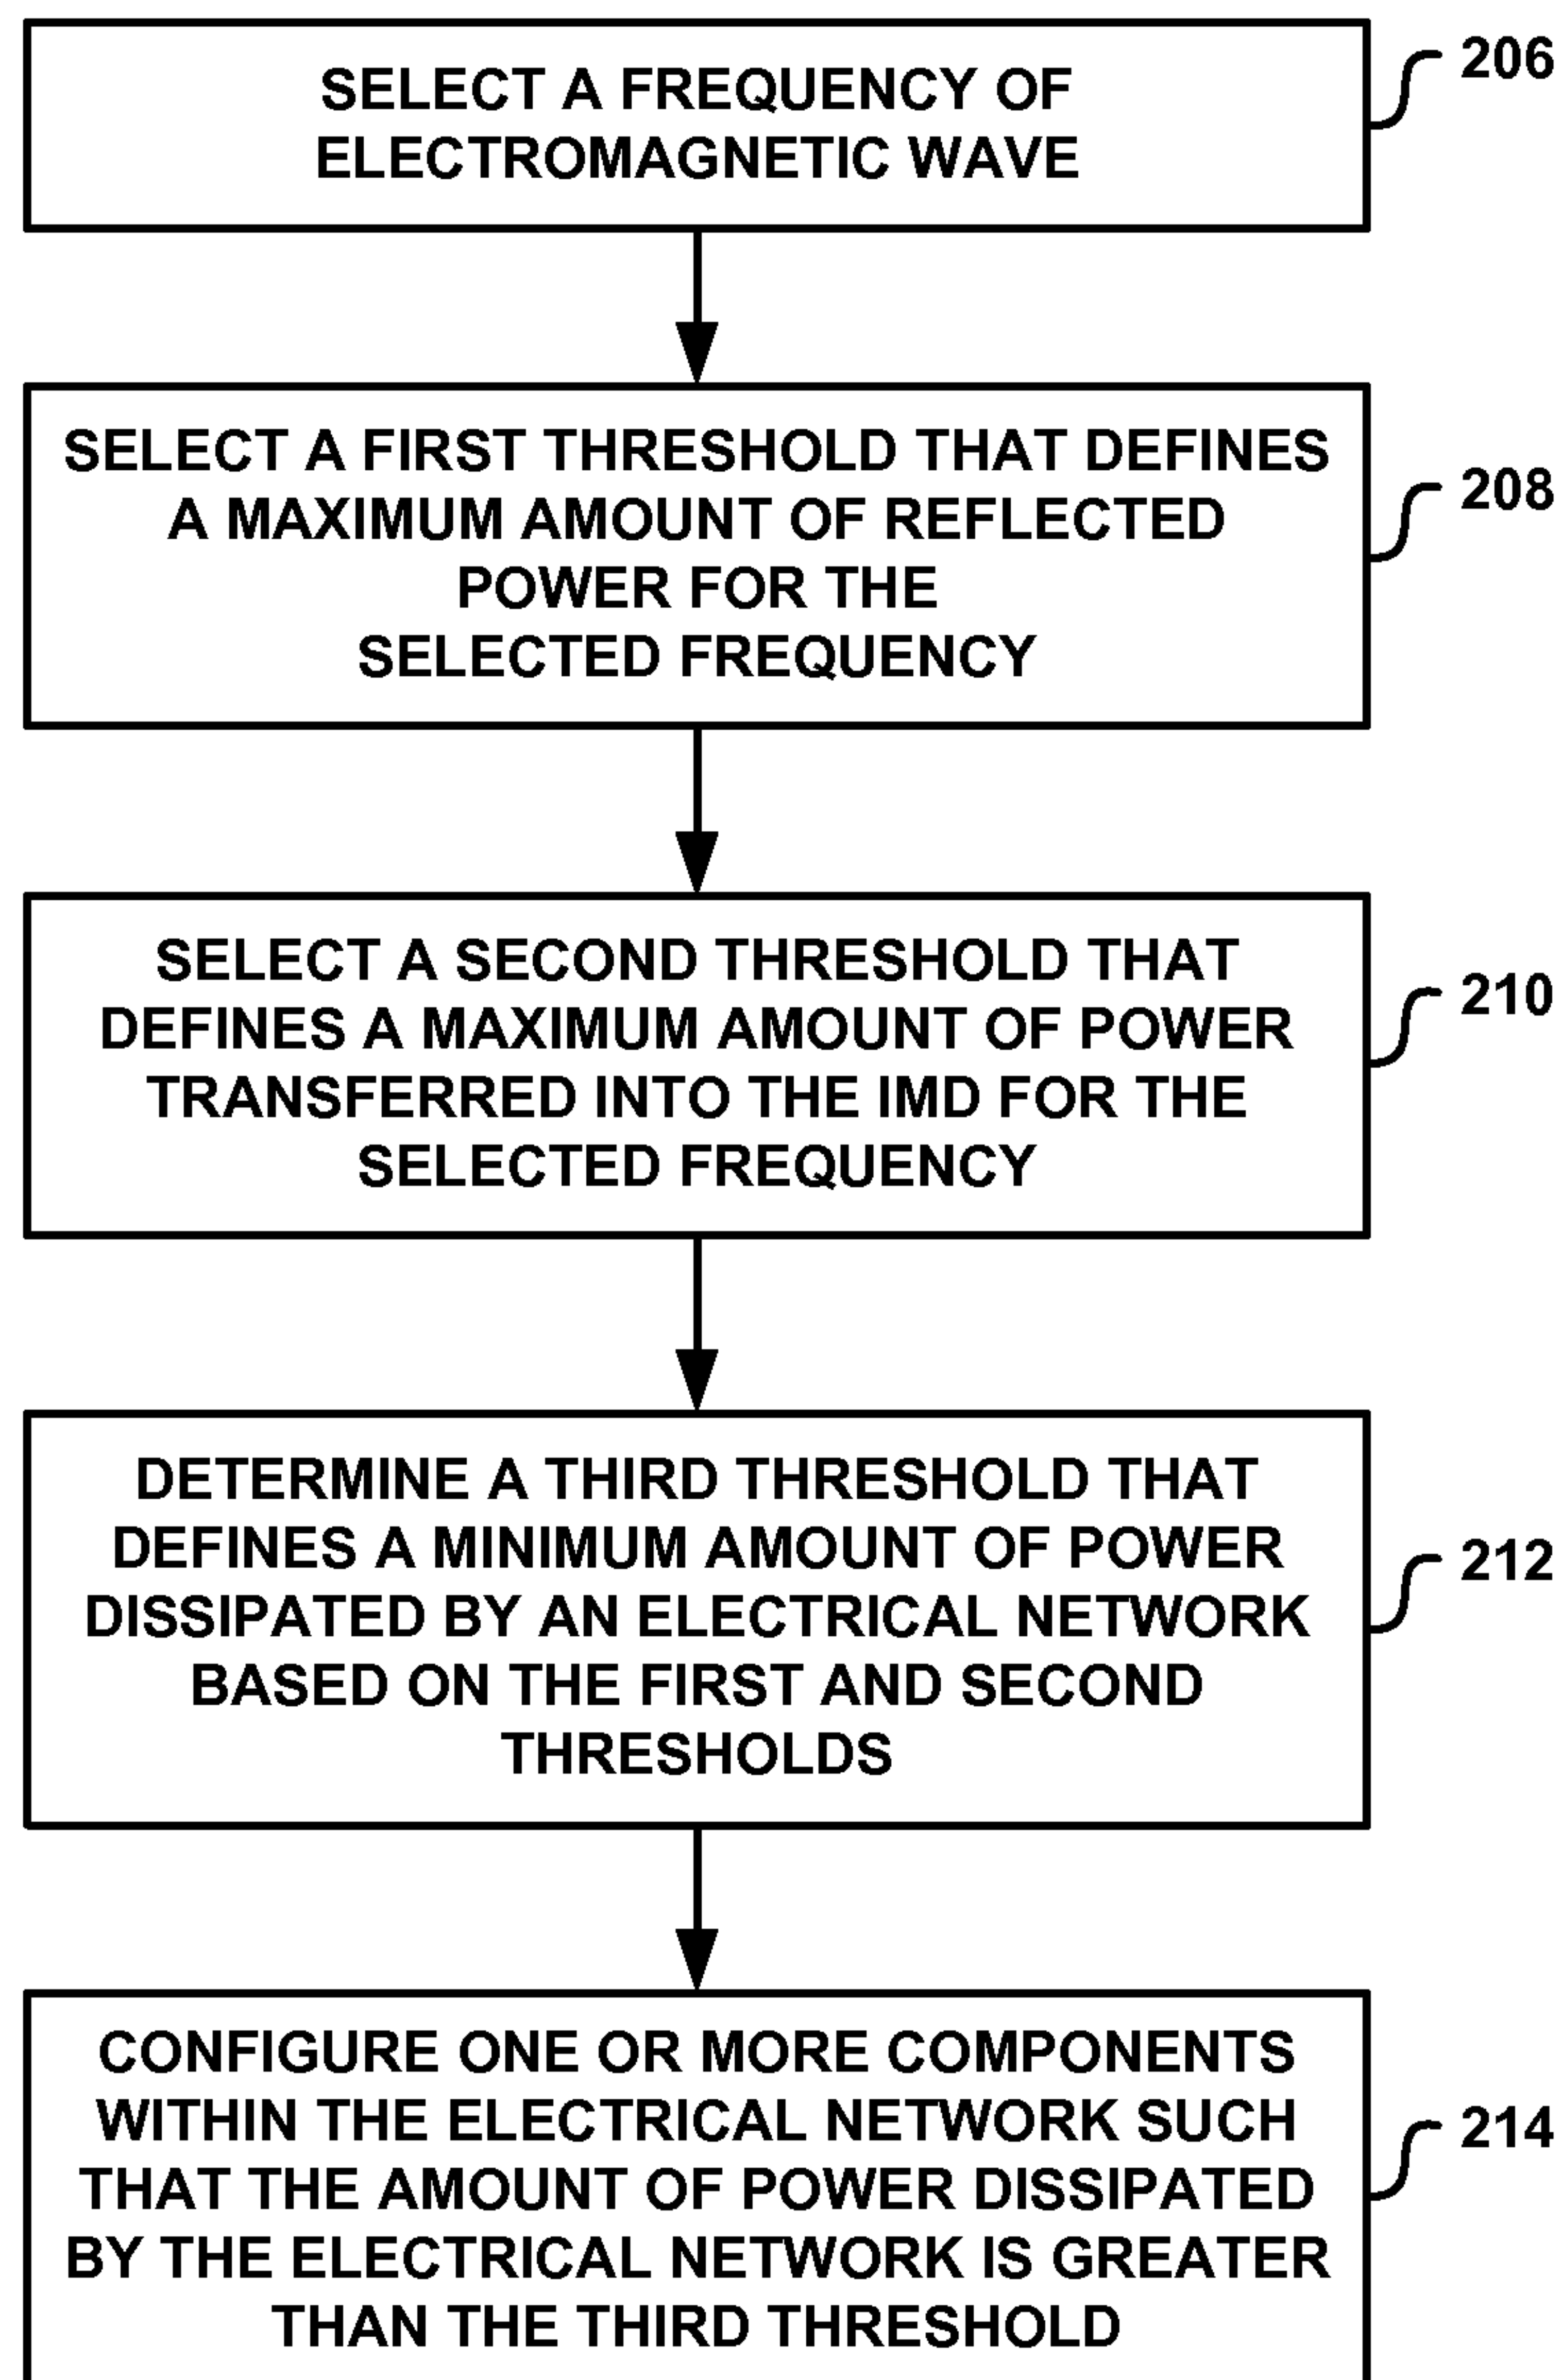 SELECT A FREQUENCY OF
ELECTROMAGNETIC WAVE
206
SELECT A FIRST THRESHOLD THAT DEFINES
A MAXIMUM AMOUNT OF REFLECTED
POWER FOR THE
SELECTED FREQUENCY
208
SELECT A SECOND THRESHOLD THAT
DEFINES A MAXIMUM AMOUNT OF POWER
TRANSFERRED INTO THE IMD FOR THE
SELECTED FREQUENCY
210
DETERMINE A THIRD THRESHOLD THAT
DEFINES A MINIMUM AMOUNT OF POWER
DISSIPATED BY AN ELECTRICAL NETWORK
BASED ON THE FIRST AND SECOND
THRESHOLDS
212
CONFIGURE ONE OR MORE COMPONENTS
WITHIN THE ELECTRICAL NETWORK SUCH
THAT THE AMOUNT OF POWER DISSIPATED
BY THE ELECTRICAL NETWORK IS GREATER
THAN THE THIRD THRESHOLD
214